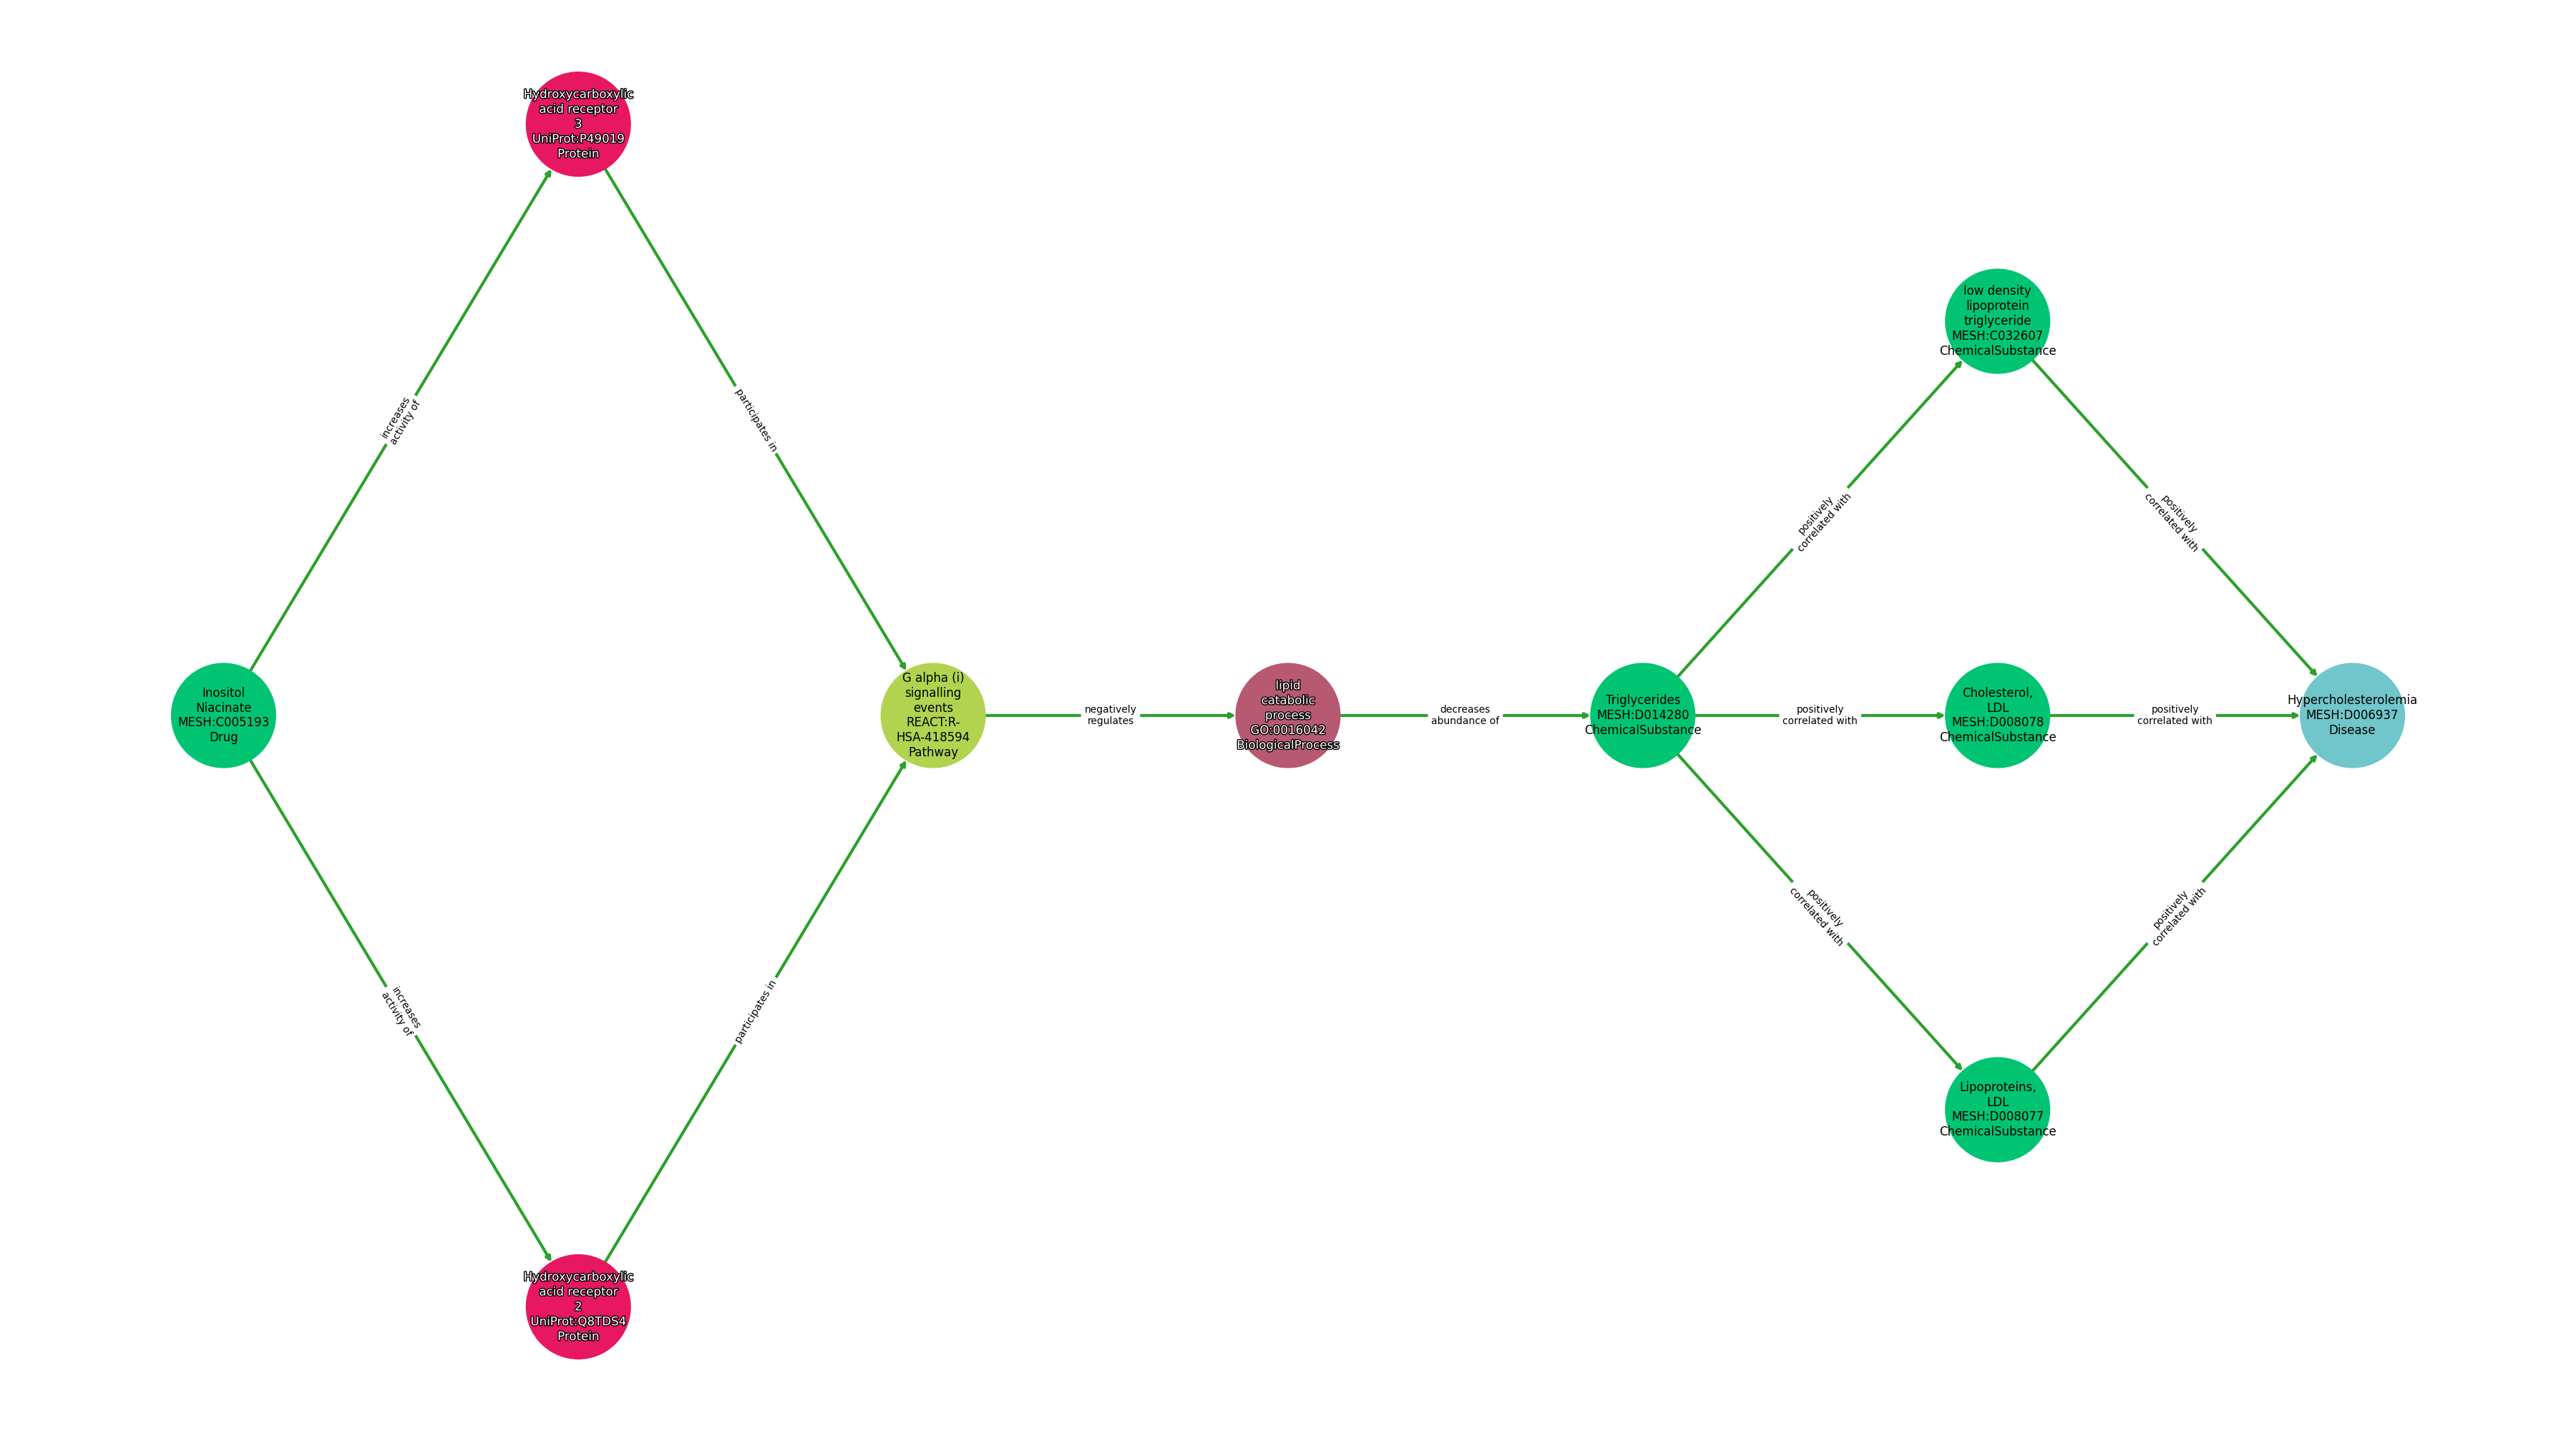 Hydroxycarboxylic
acid receptor
3
UniProt:P49019
Protein
low density
lipoprotein
triglyceride
MESH:C032607
ChemicalSubstance
increases
activity of
participates in
positively
correlated with
positively
correlated with
Inositol
Niacinate
MESH:C005193
Drug
G alpha (i)
signalling
events
REACT:R-
HSA-418594
Pathway
negatively
regulates
lipid
catabolic
process
GO:0016042
BiologicalProcess
decreases
abundance of
Triglycerides
MESH:D014280
ChemicalSubstance
positively
correlated with
Cholesterol,
LDL
MESH:D008078
ChemicalSubstance
positively
correlated with
Hypercholesterolemia
MESH:D006937
Disease
increases
activity of
participates in
positively
correlated with
positively
correlated with
Lipoproteins,
LDL
MESH:D008077
ChemicalSubstance
Hydroxycarboxylic
acid receptor
2
UniProt:Q8TDS4
Protein